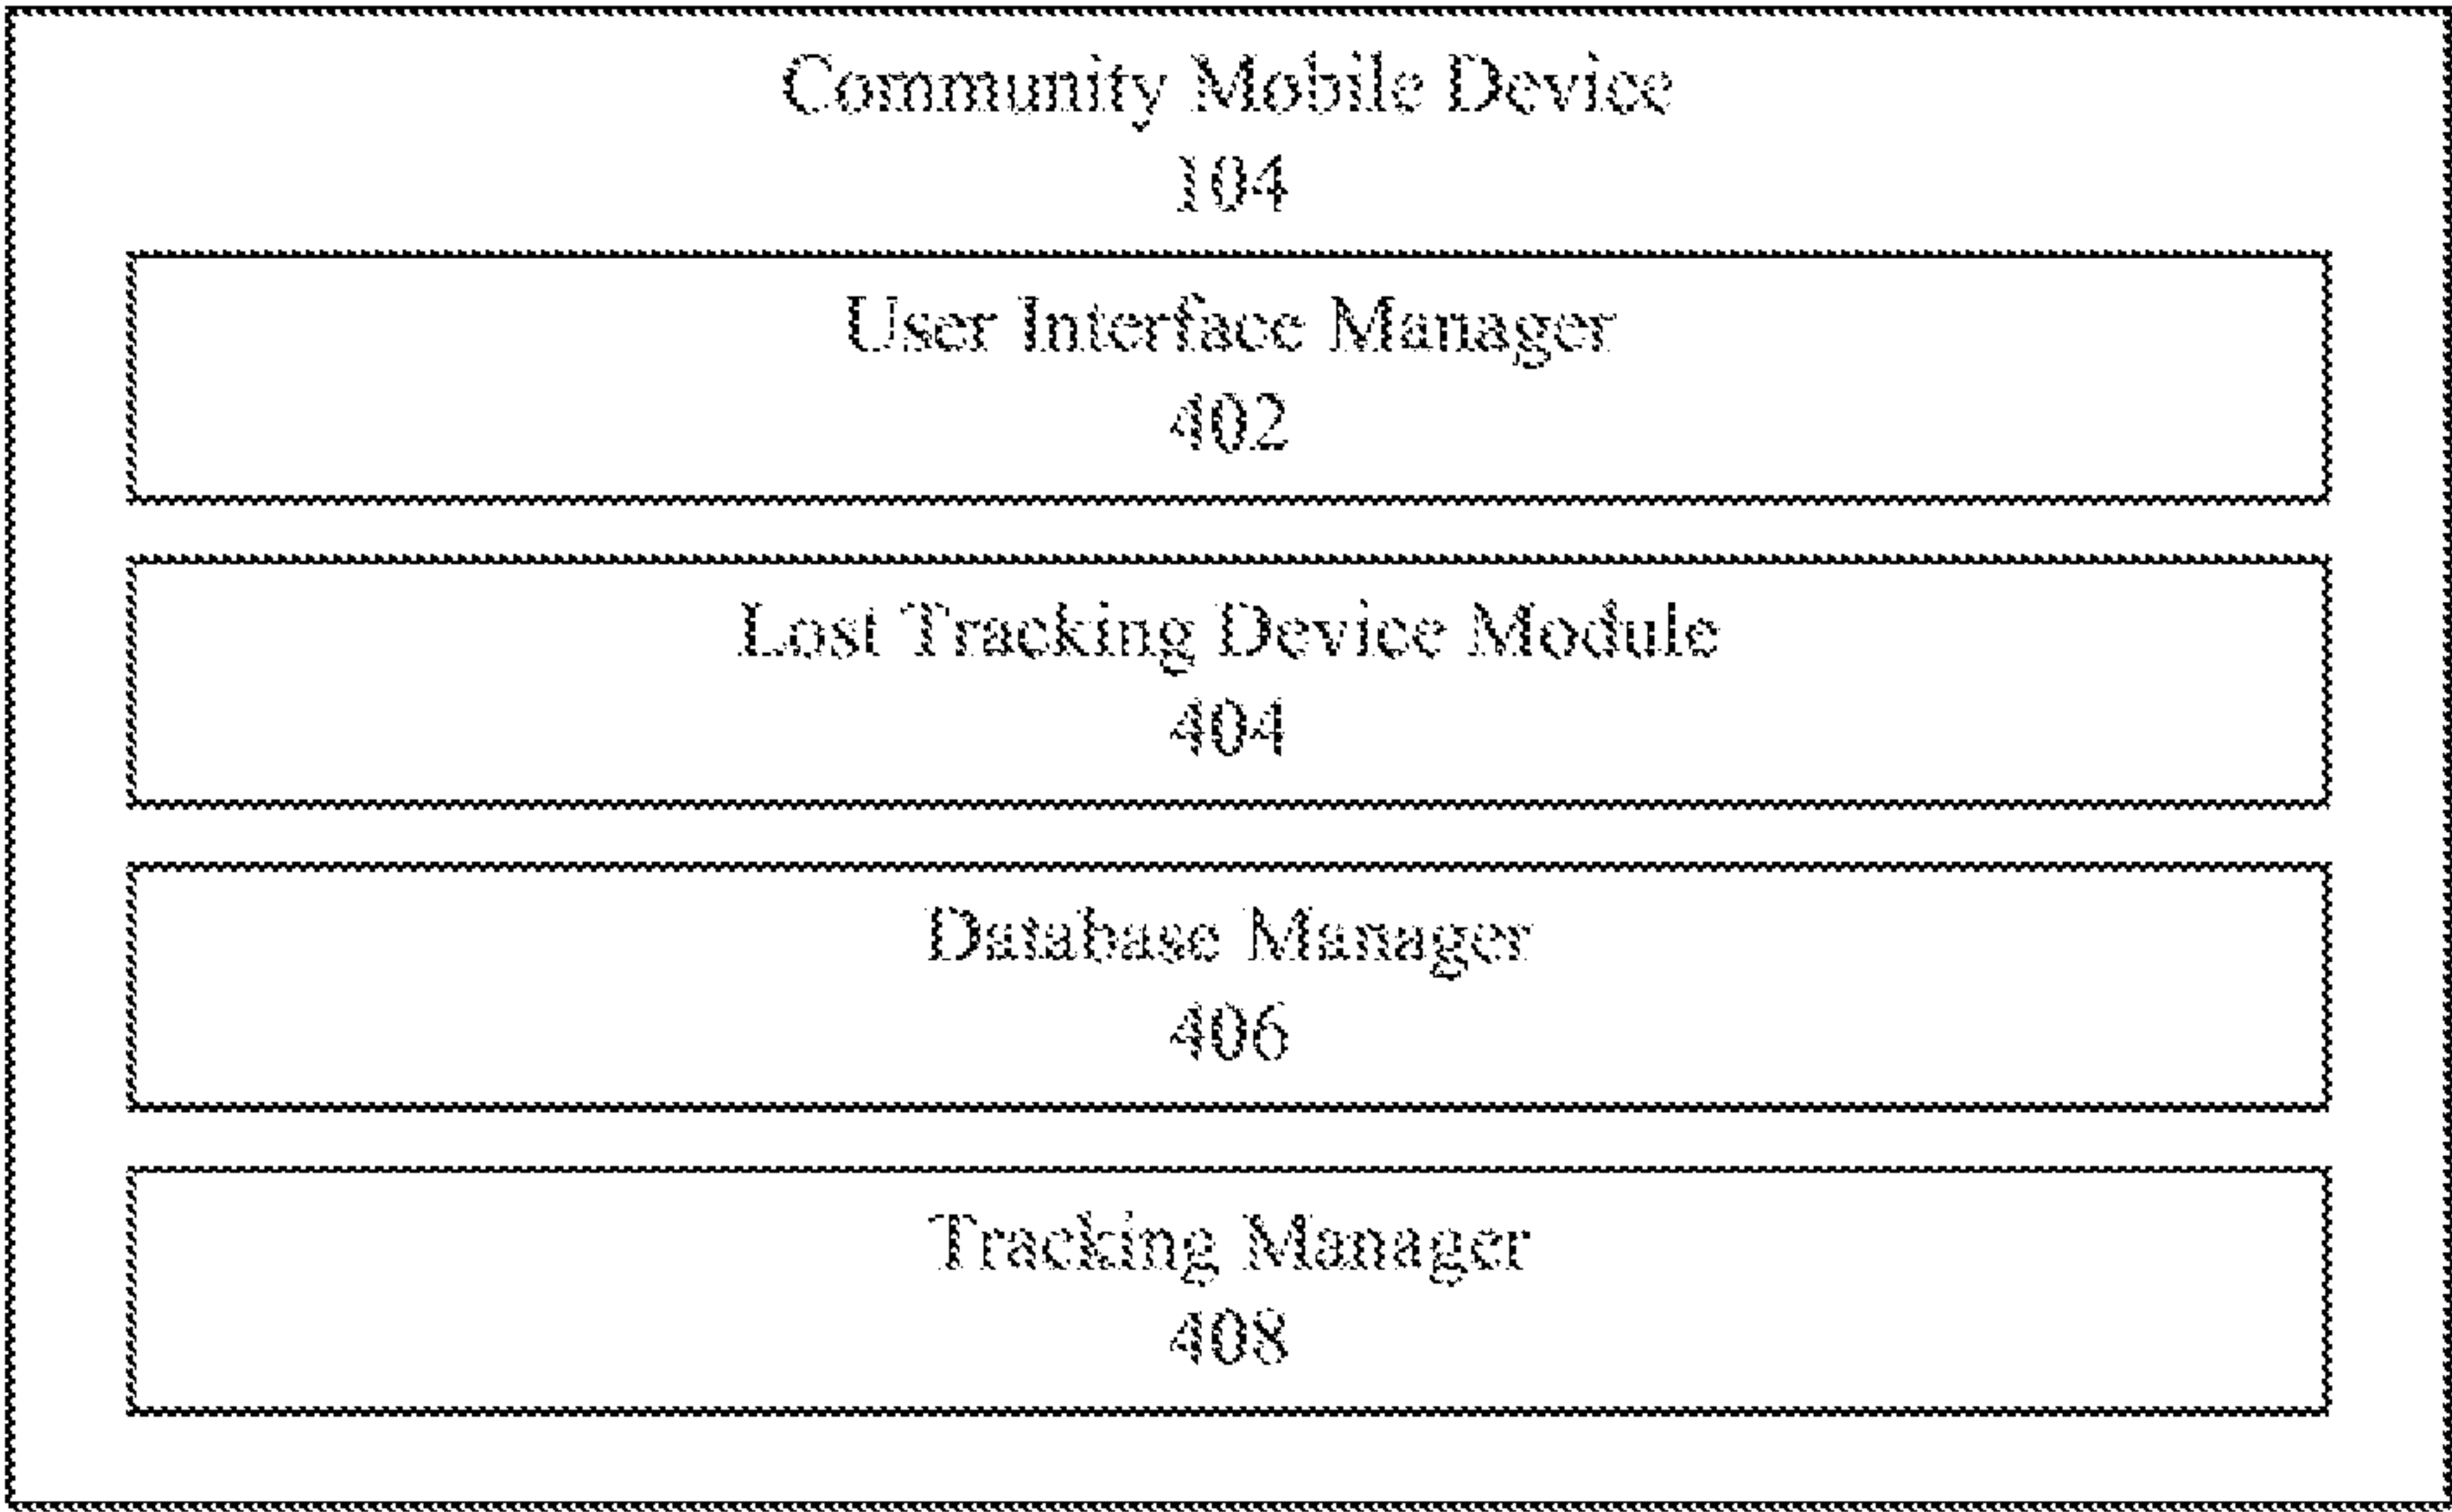 Community Mobile Device
104
User Interface Manager
402
Lost Tracking Device Module
404
Database Manager
406
Tracking Manager
408